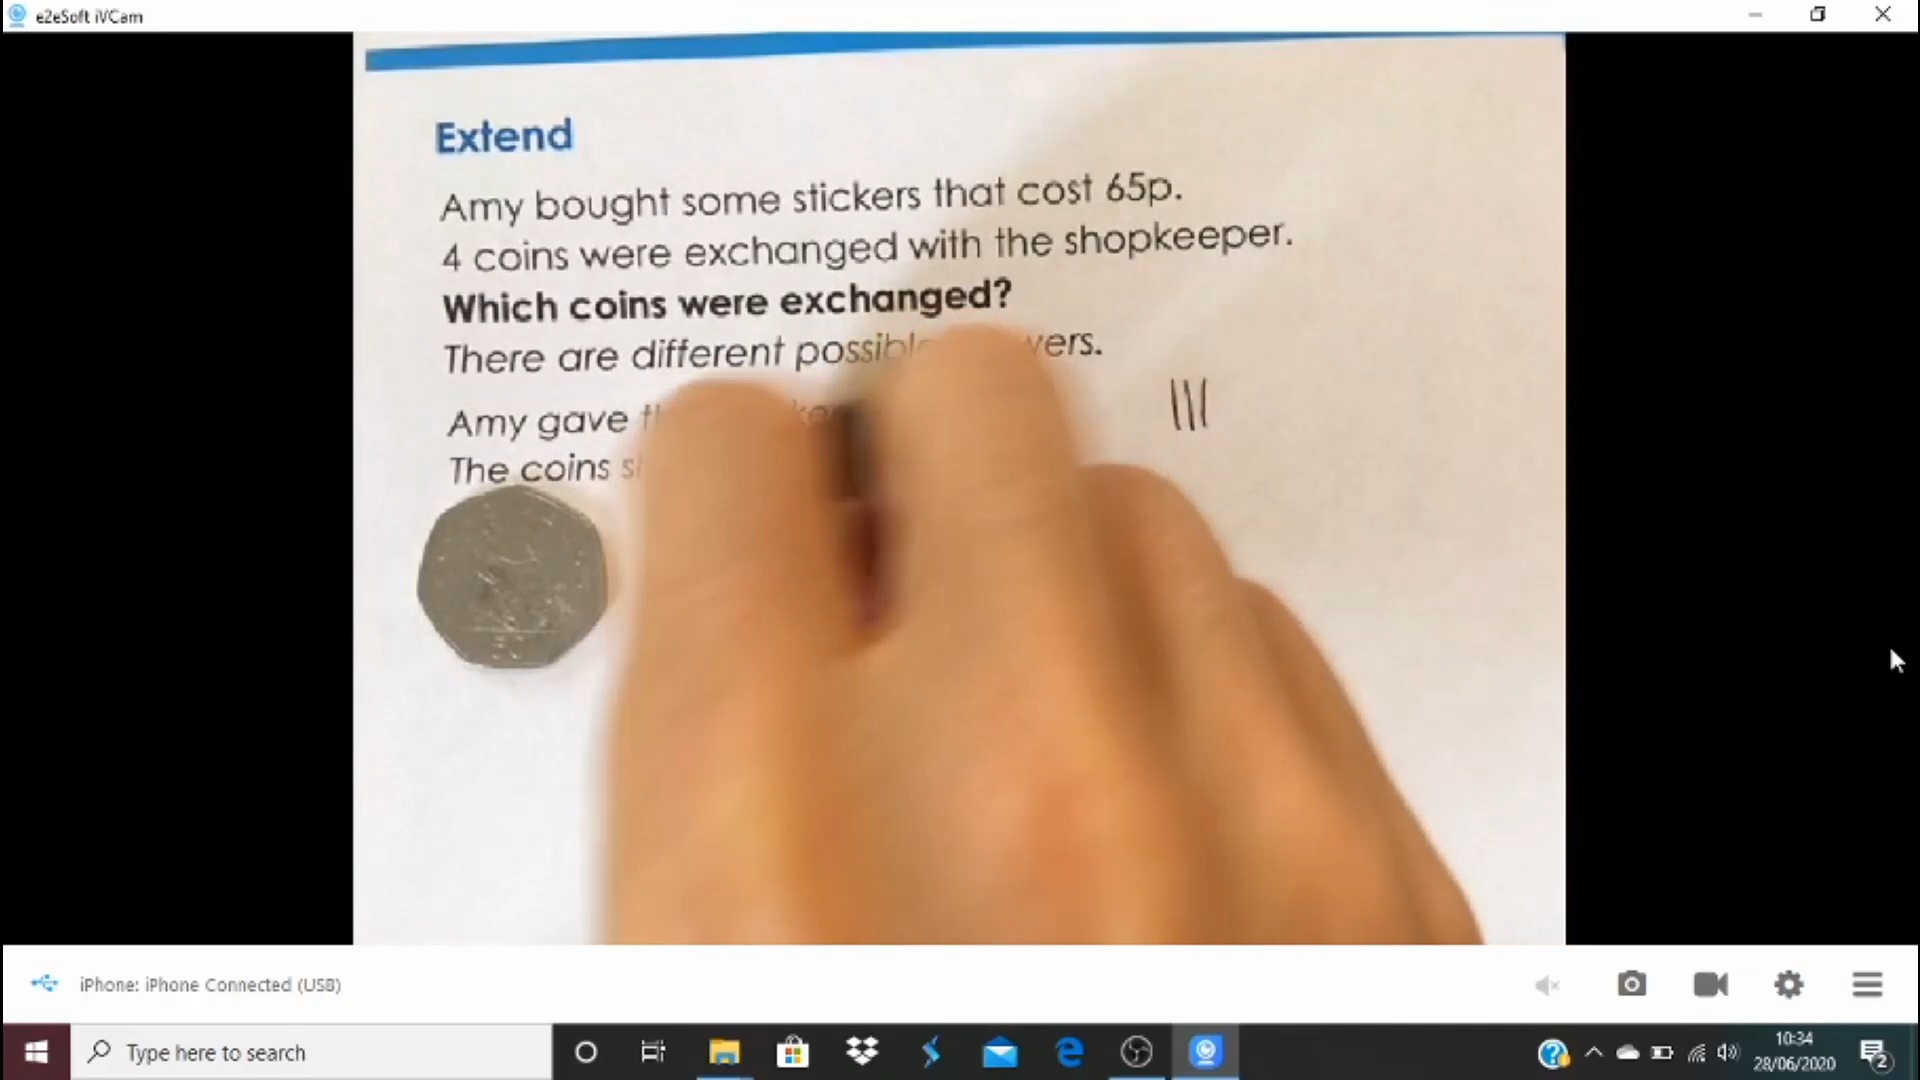 e2eSoft iVCam
Extend
Amy bought some stickers that cost 65p.
4 coins were exchanged with the shopkeeper.
Which coins were exchanged?
There are different
Amy gave
The coins
iPhone: iPhone Connected (USB)
Type here to search
10:34
28/06/2020
2